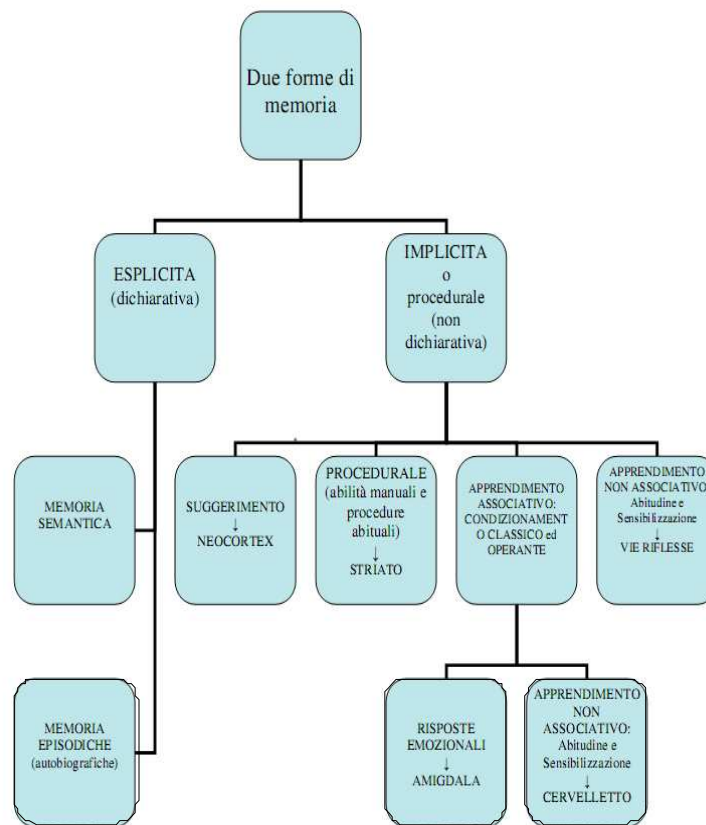 Due forme di
memoria
ESPLICITA
(dichiarativa)
IMPLICITA
o
procedurale
(non
dichiarativa)
MEMORIA
SEMANTICA
SUGGERIMENTO
↓
NEOCORTEX
PROCEDURALE
(abilità manuali e
procedure
abituali)
↓
STRIATO
APPRENDIMENTO
ASSOCIATIVO:
CONDIZIONAMENT
O CLASSICO ed
OPERANTE
APPRENDIMENTO
NON ASSOCIATIVO:
Abitudine e
Sensibilizzazione
↓
VIE RIFLESSE
MEMORIA
EPISODICHE
(autobiografiche)
RISPOSTE
EMOZIONALI
↓
AMIGDALA
APPRENDIMENTO
NON
ASSOCIATIVO:
Abitudine e
Sensibilizzazione
↓
CERVELLETTO